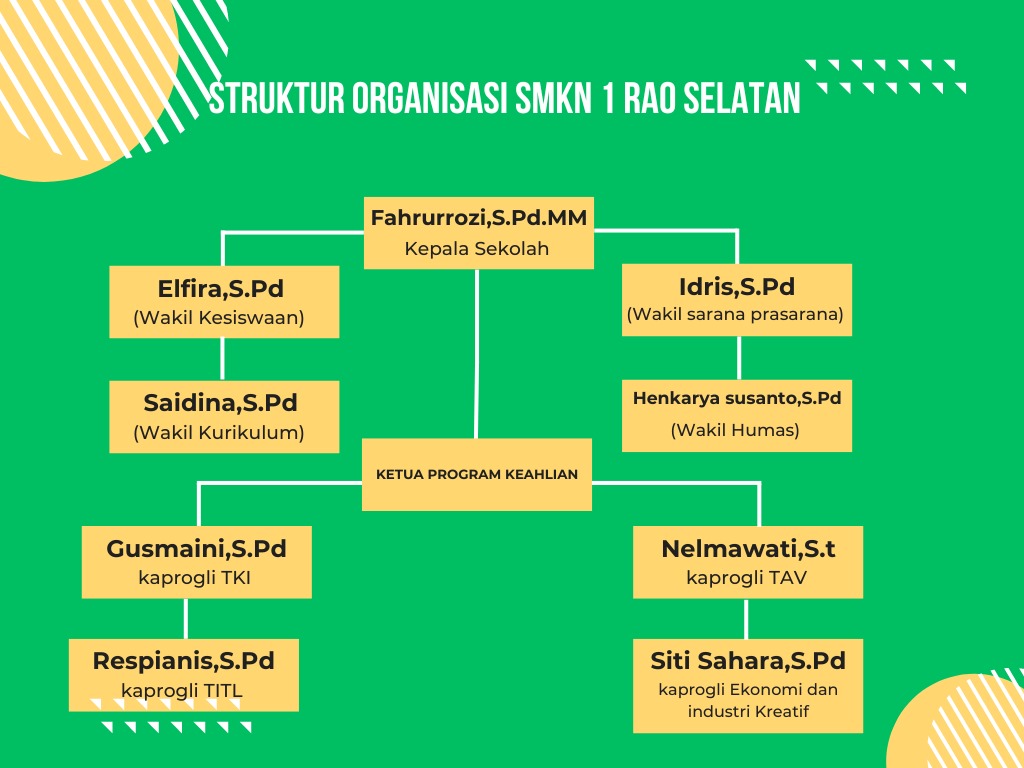 STRUKTUR ORGANISASI SMKN 1 RAO SELATAN
Fahrurrozi,S.Pd.MM
Kepala Sekolah
Elfira,S.Pd
(Wakil Kesiswaan)
Idris,S.Pd
(Wakil sarana prasarana)
Saidina,S.Pd
(Wakil Kurikulum)
Henkarya susanto,S.Pd
(Wakil Humas)
KETUA PROGRAM KEAHLIAN
Gusmaini,S.Pd
kaprogli TKI
Nelmawati,S.t
kaprogli TAV
Respianis,S.Pd
kaprogli TITL
Siti Sahara,S.Pd
kaprogli Ekonomi dan
industri Kreatif